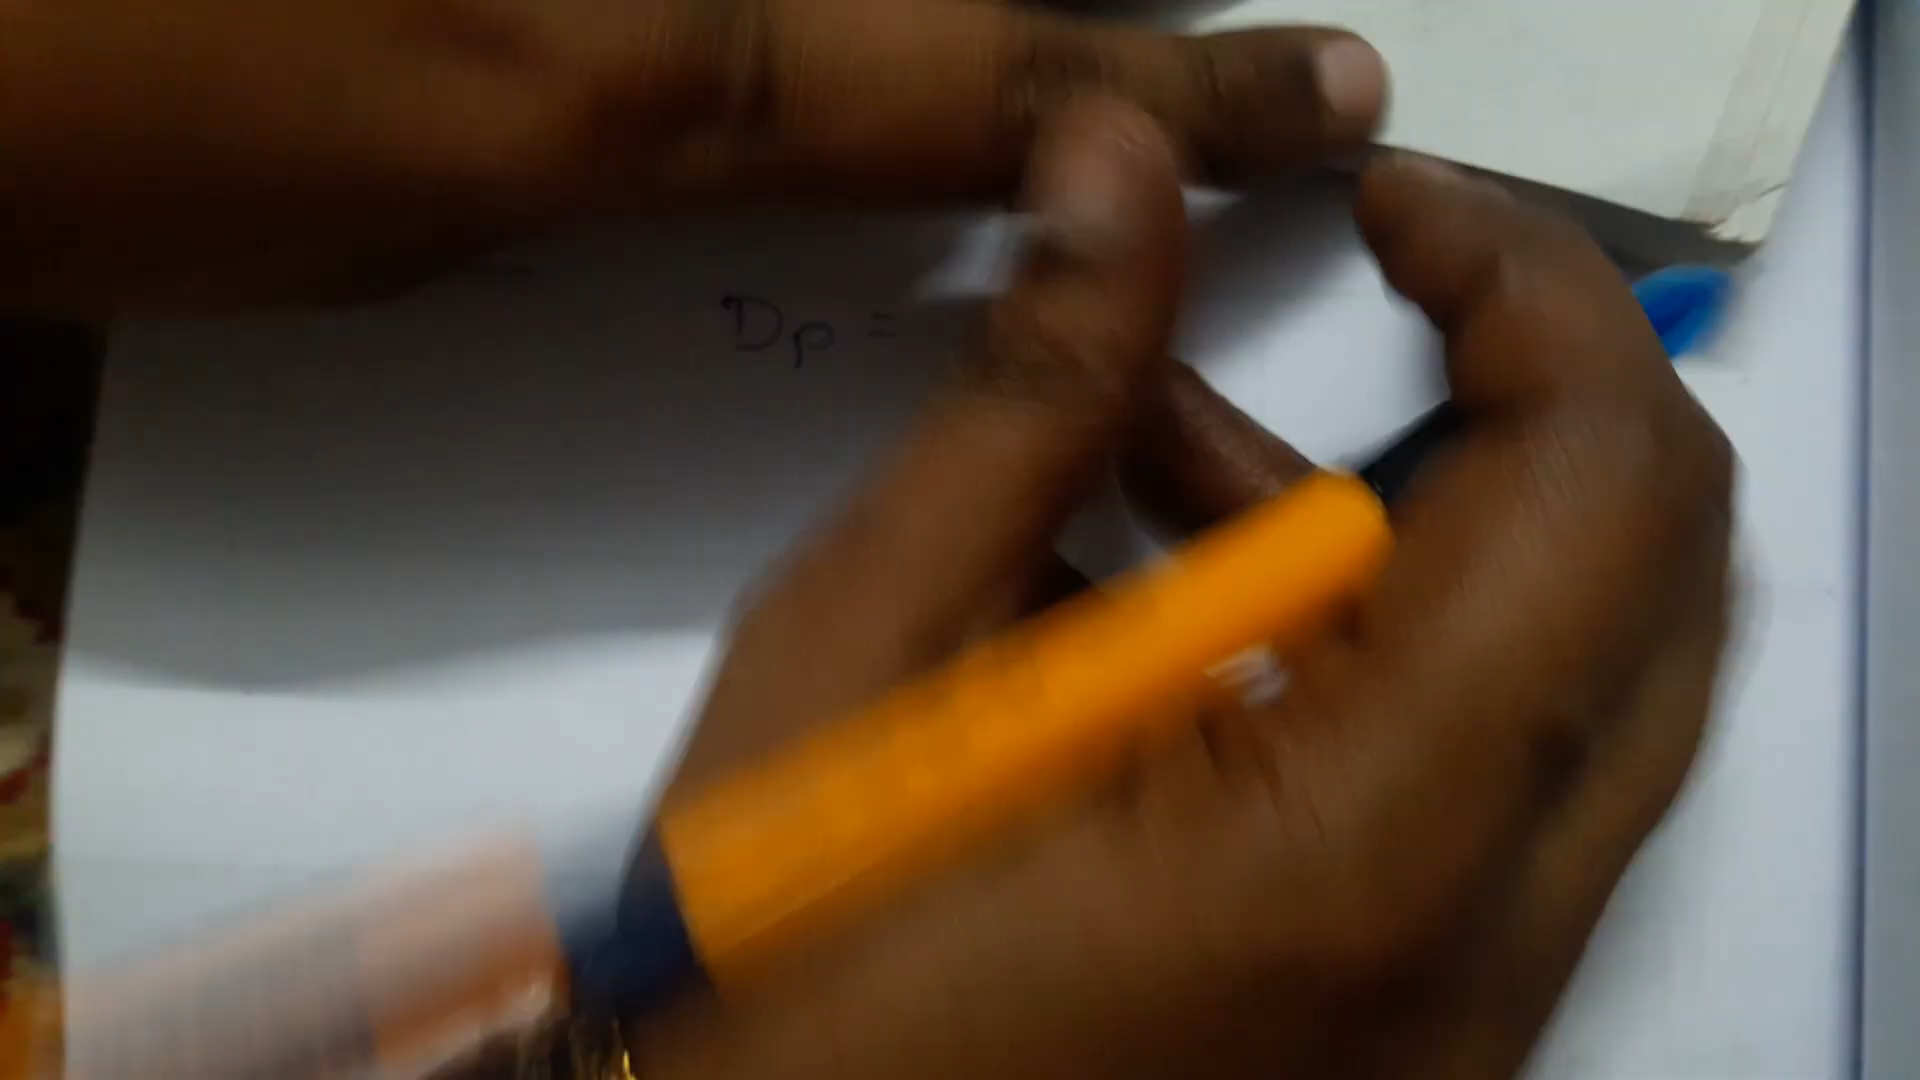 Dp =